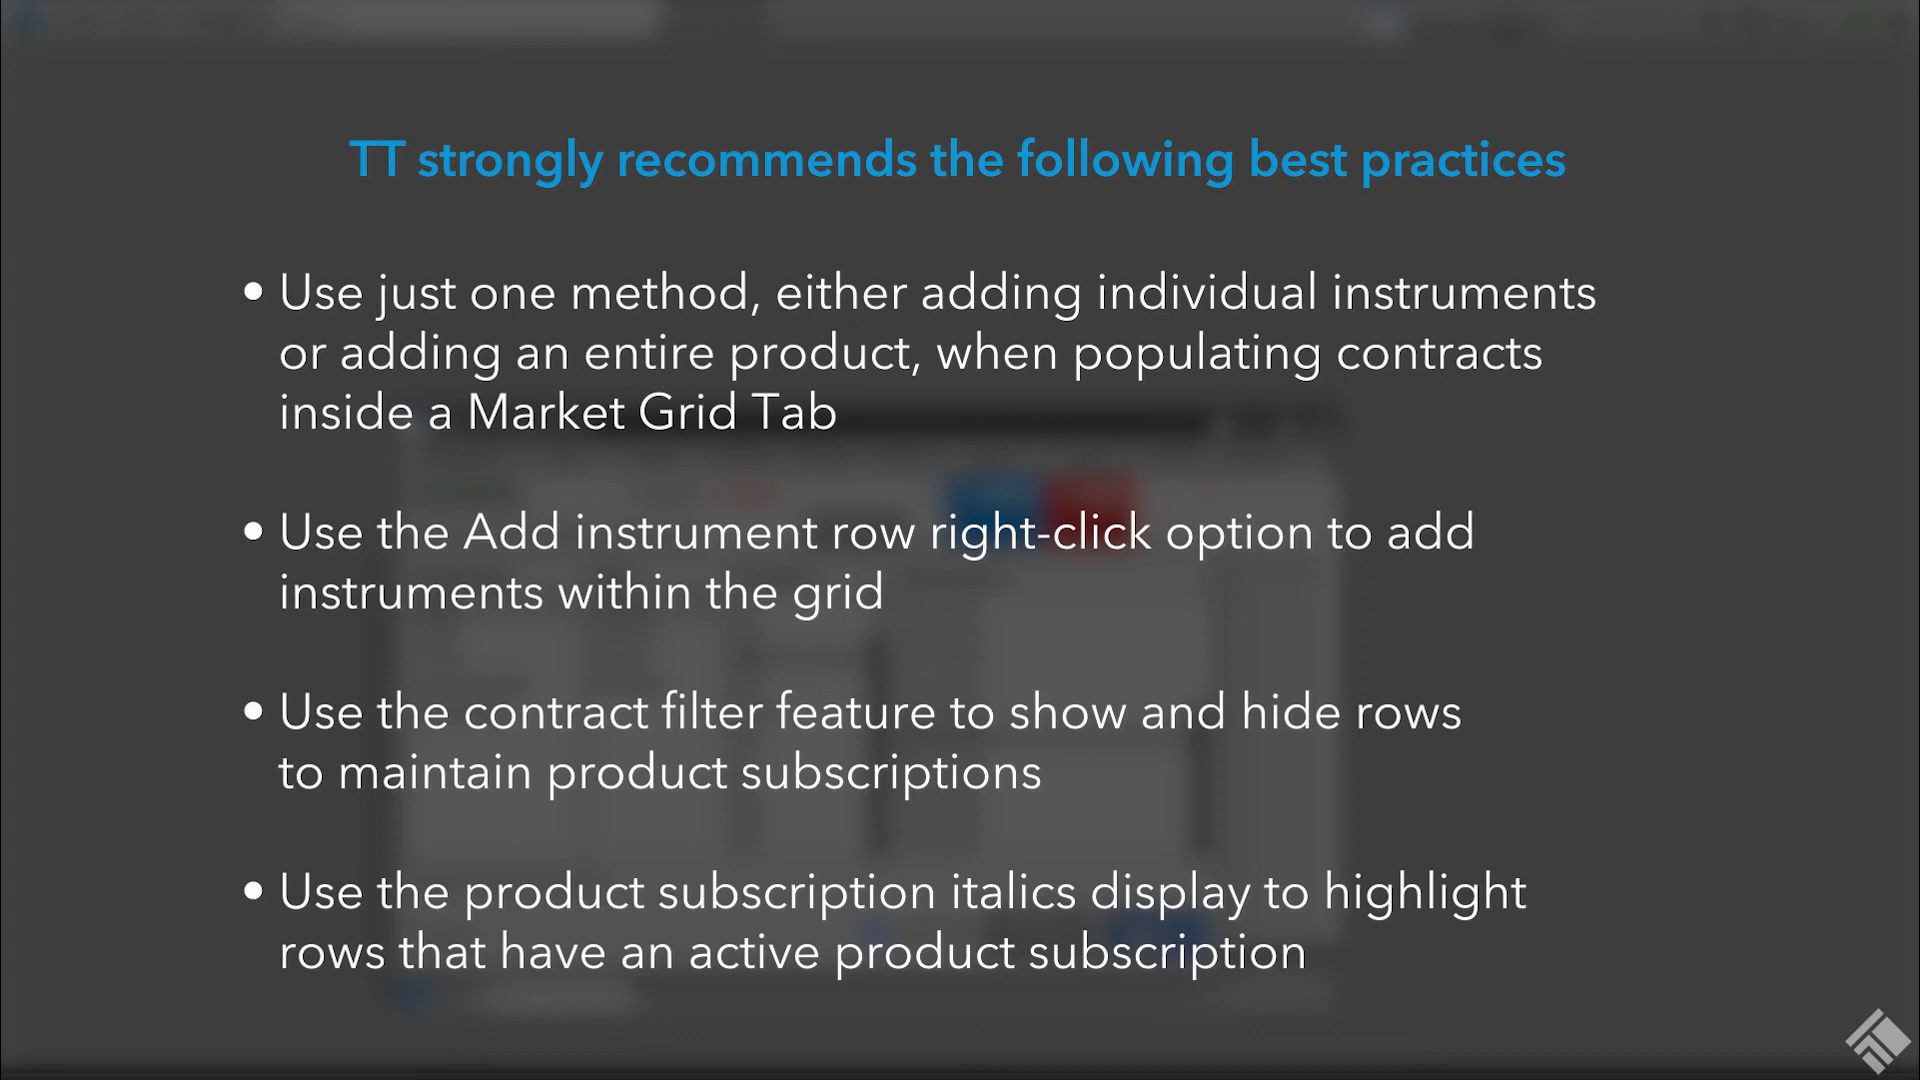 TT strongly recommends the following best practices
• Use just one method, either adding individual instruments
or adding an entire product, when populating contracts
inside a Market Grid Tab
• Use the Add instrument row right-click option to add
instruments within the grid
• Use the contract filter feature to show and hide rows
to maintain product subscriptions
• Use the product subscription italics display to highlight
rows that have an active product subscription